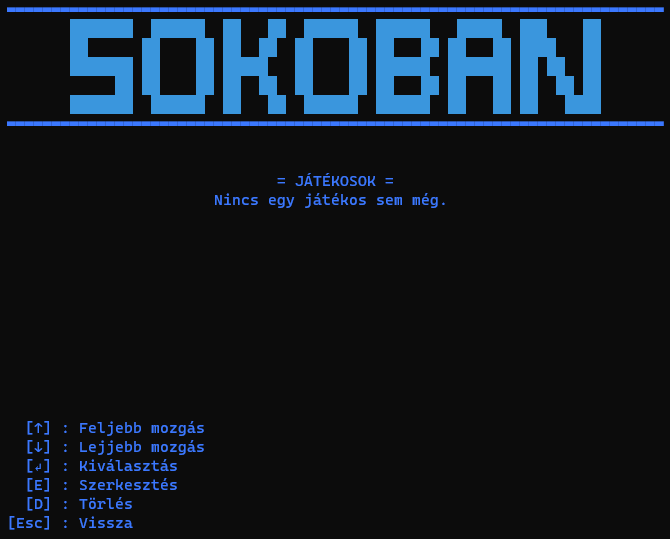 SOKOBAN
= JÁTÉKOSOK =
Nincs egy játékos sem még.
[↑] : Feljebb mozgás
[↓] : Lejjebb mozgás
[↲] : Kiválasztás
[E] : Szerkesztés
[D] : Törlés
[Esc] : Vissza